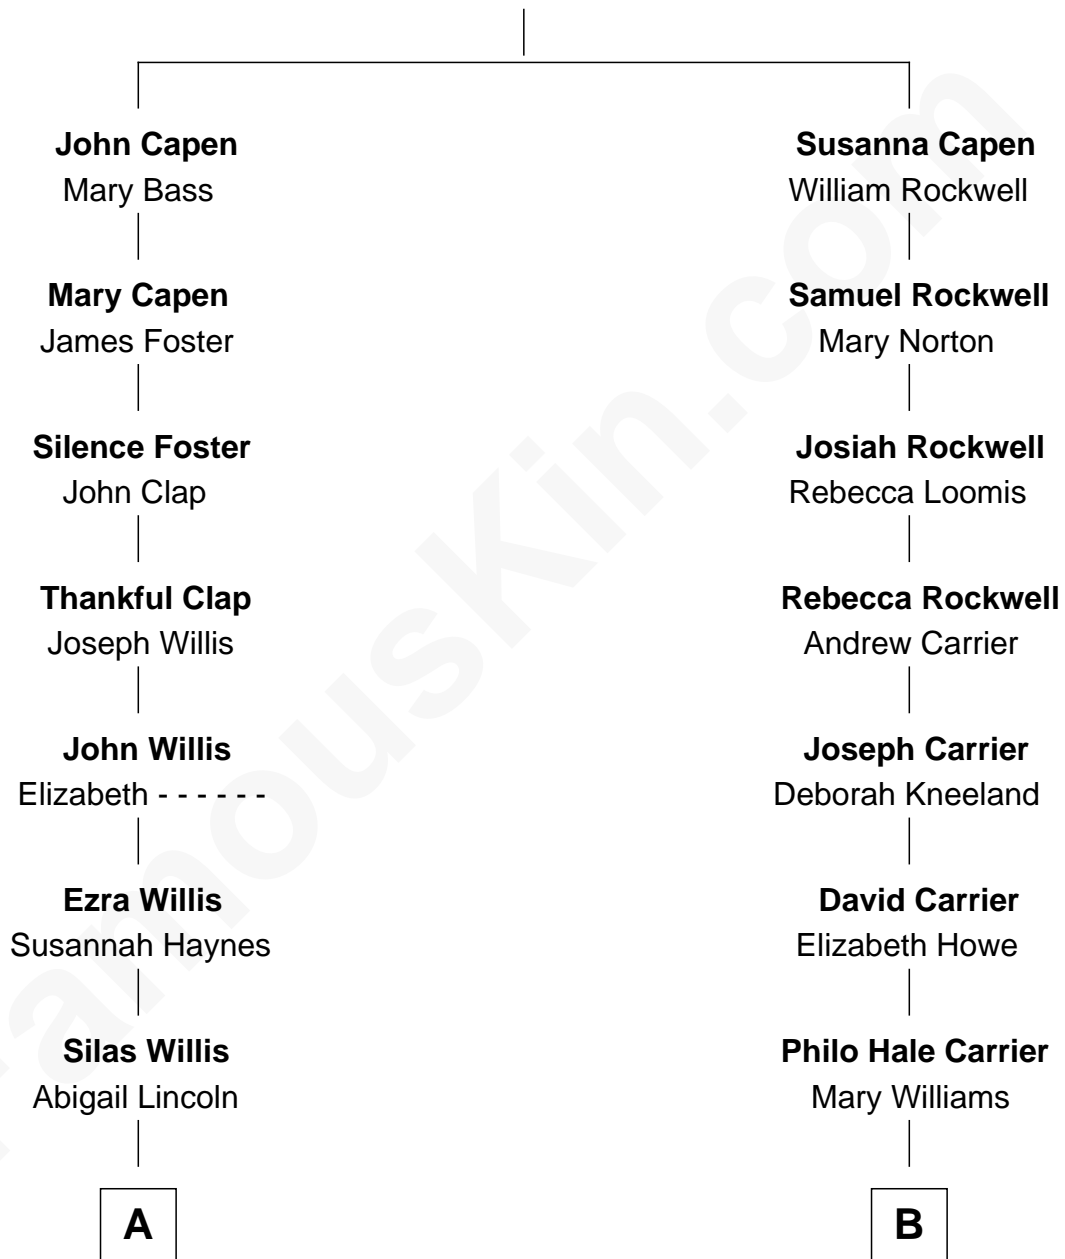 John Capen
Mary Bass
Susanna Capen
William Rockwell
Mary Capen
James Foster
Samuel Rockwell
Mary Norton
Silence Foster
John Clap
Josiah Rockwell
Rebecca Loomis
Thankful Clap
Joseph Willis
Rebecca Rockwell
Andrew Carrier
John Willis
Elizabeth - - - - - -
Joseph Carrier
Deborah Kneeland
Ezra Willis
Susannah Haynes
David Carrier
Elizabeth Howe
Silas Willis
Abigail Lincoln
Philo Hale Carrier
Mary Williams
A
B
FamousKin.com